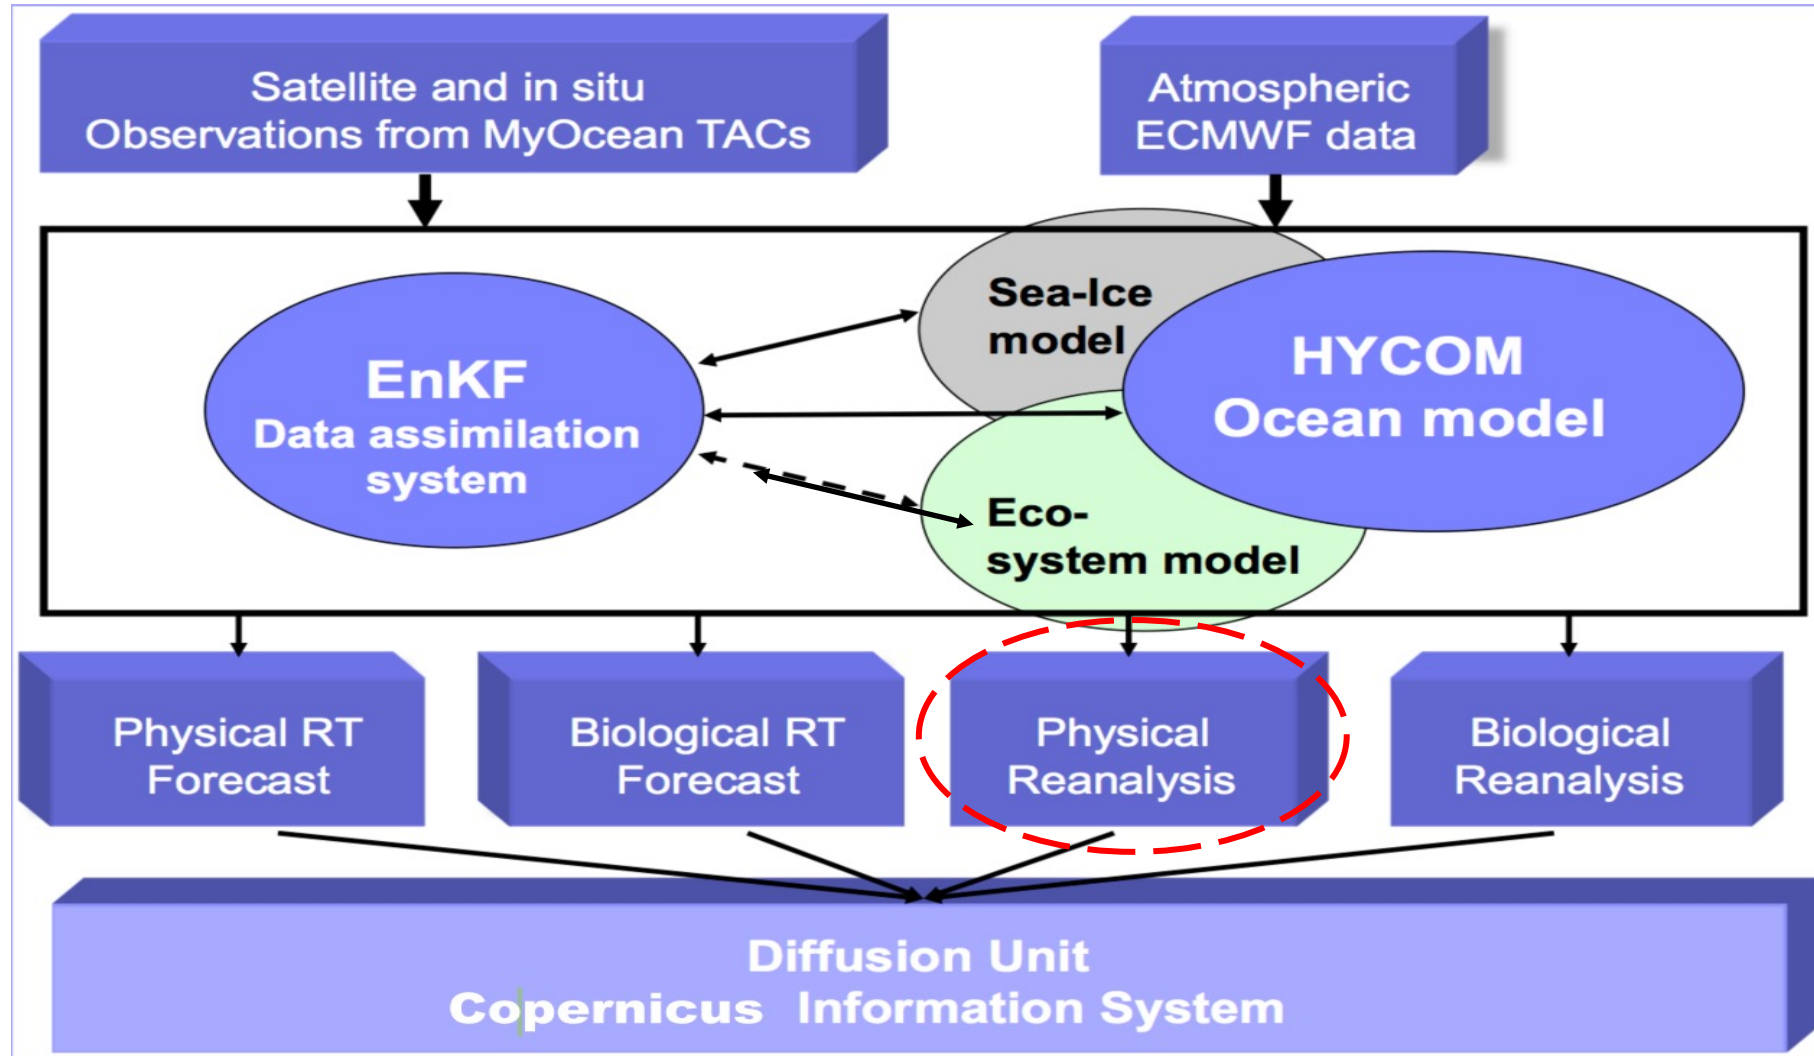 Satellite and in situ
Observations from MyOcean TACs
Atmospheric
ECMWF data
Sea-Ice
model
HYCOM
Ocean model
EnKF
Data assimilation
system
Eco-
system model
Physical RT
Forecast
Biological RT
Forecast
Physical
Reanalysis
Biological
Reanalysis
Diffusion Unit
Copernicus Information System